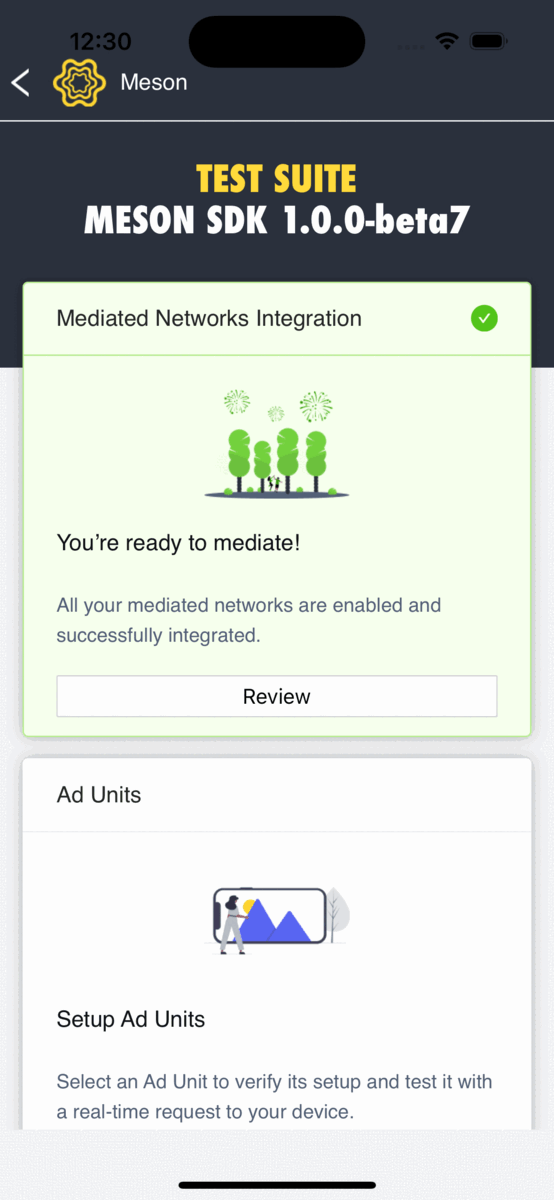 12:30
Meson
TEST SUITE
MESON SDK 1.0.0-beta7
Mediated Networks Integration
You’re ready to mediate!
All your mediated networks are enabled and
successfully integrated.
Review
Ad Units
Setup Ad Units
Select an Ad Unit to verify its setup and test it with
a real-time request to your device.